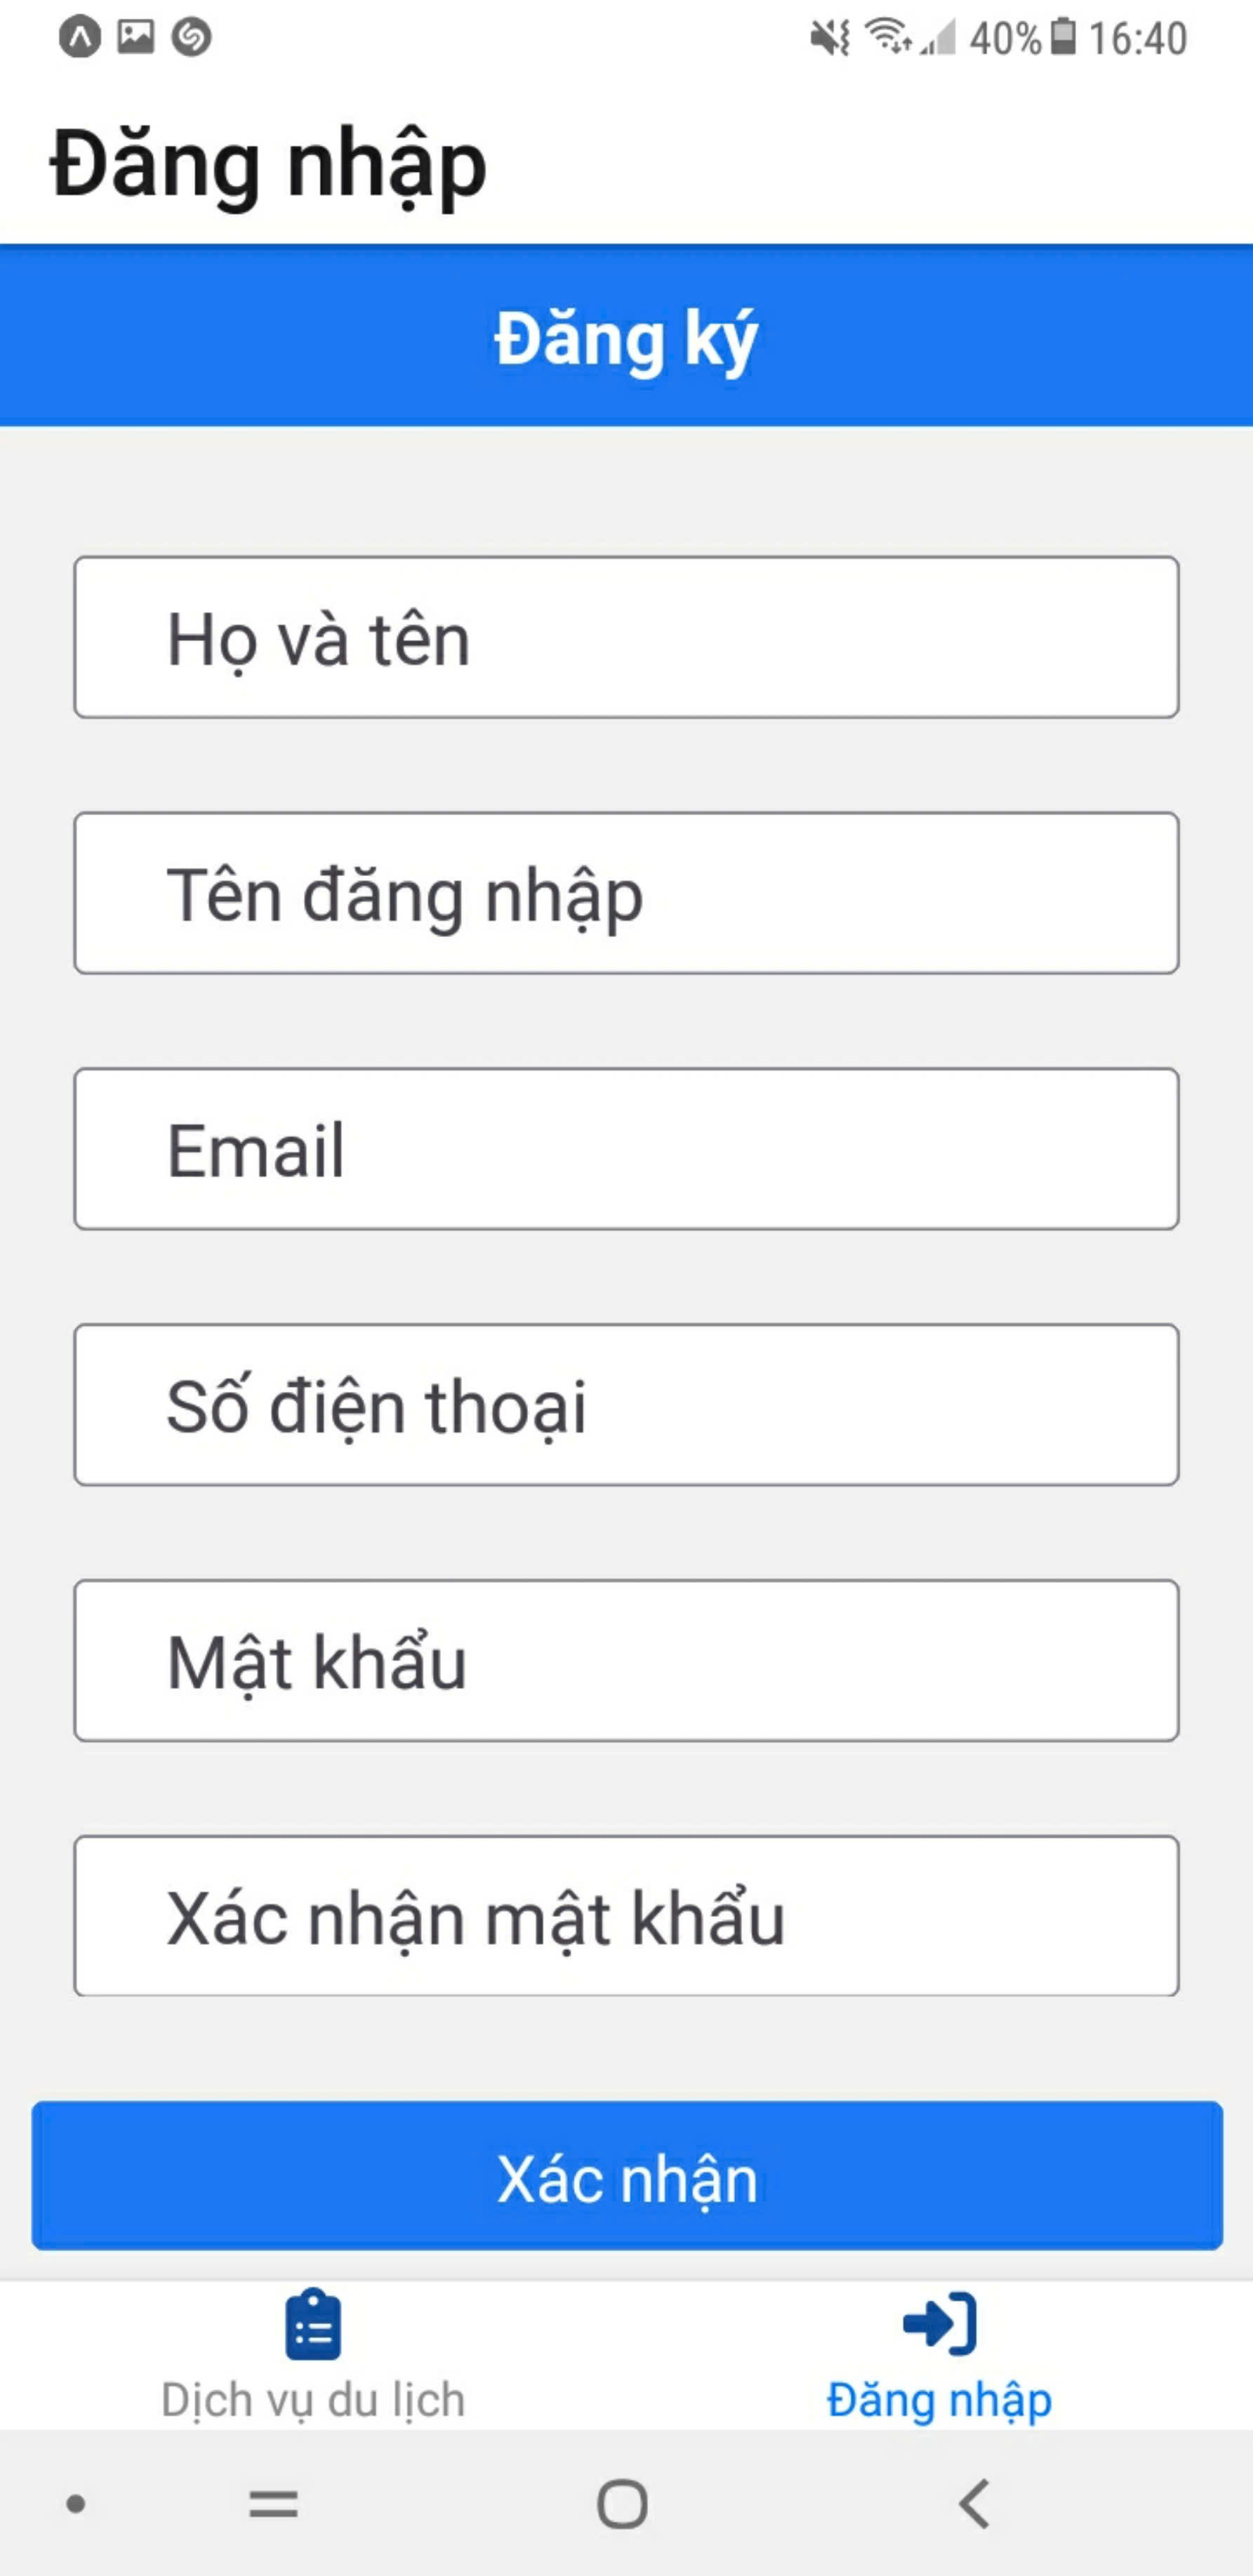 40% 16:40
Đăng nhập
Đăng ký
Họ và tên
Tên đăng nhập
Email
Số điện thoại
Mật khẩu
Xác nhận mật khẩu
Xác nhận
Dịch vụ du lịch
Đăng nhập